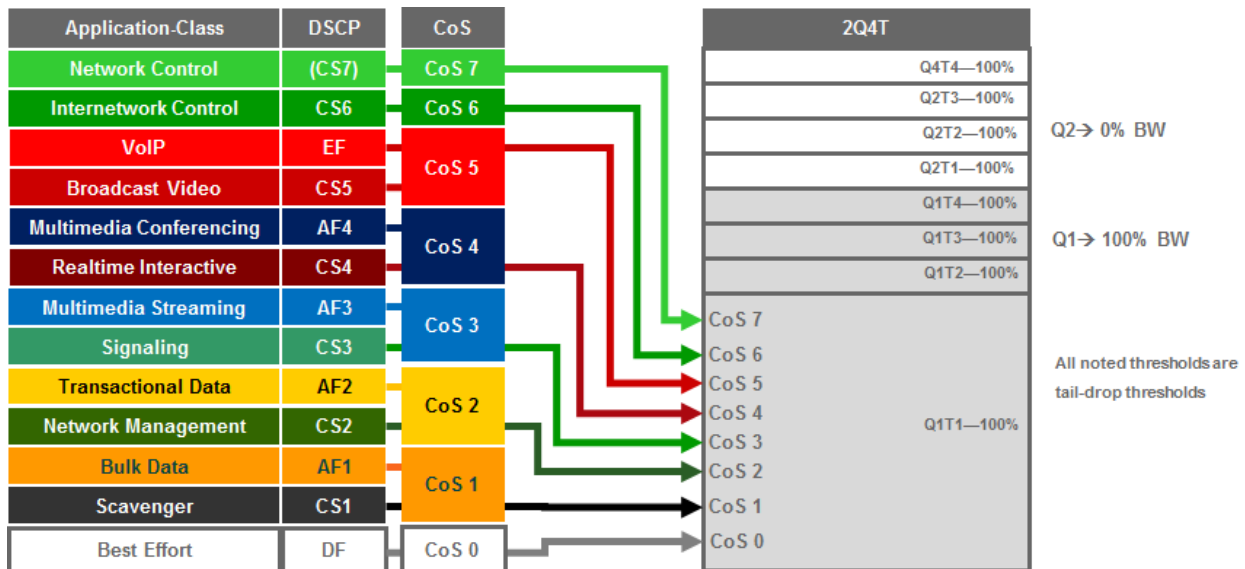 Application-Class DSCP CoS 2Q4T
Network Control (CS7) CoS 7 Q4T4—100%
Internetwork Control CS6 CoS 6 Q2T3—100%
VoIP EF CoS 5 Q2T2—100% Q2→ 0% BW
Broadcast Video CS5 Q2T1—100%
Multimedia Conferencing AF4 CoS 4 Q1T4—100%
Realtime Interactive CS4 Q1T3—100% Q1→ 100% BW
Q1T2—100%
Multimedia Streaming AF3 CoS 3 CoS 7
Signaling CS3 CoS 6
All noted thresholds are
tail-drop thresholds
Transactional Data AF2 CoS 2 CoS 5
CoS 4
Network Management CS2 Q1T1—100%
CoS 3
Bulk Data AF1 CoS 1 CoS 2
Scavenger CS1 CoS 1
Best Effort DF CoS 0 CoS 0